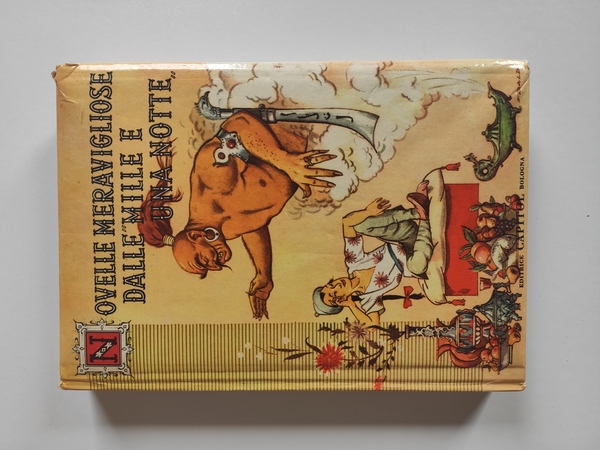 NOVELLE MERAVIGLIOSE
DALLE "MILLE E
UNA NOTTE"
EDITRICE CAPITOL BOLOGNA